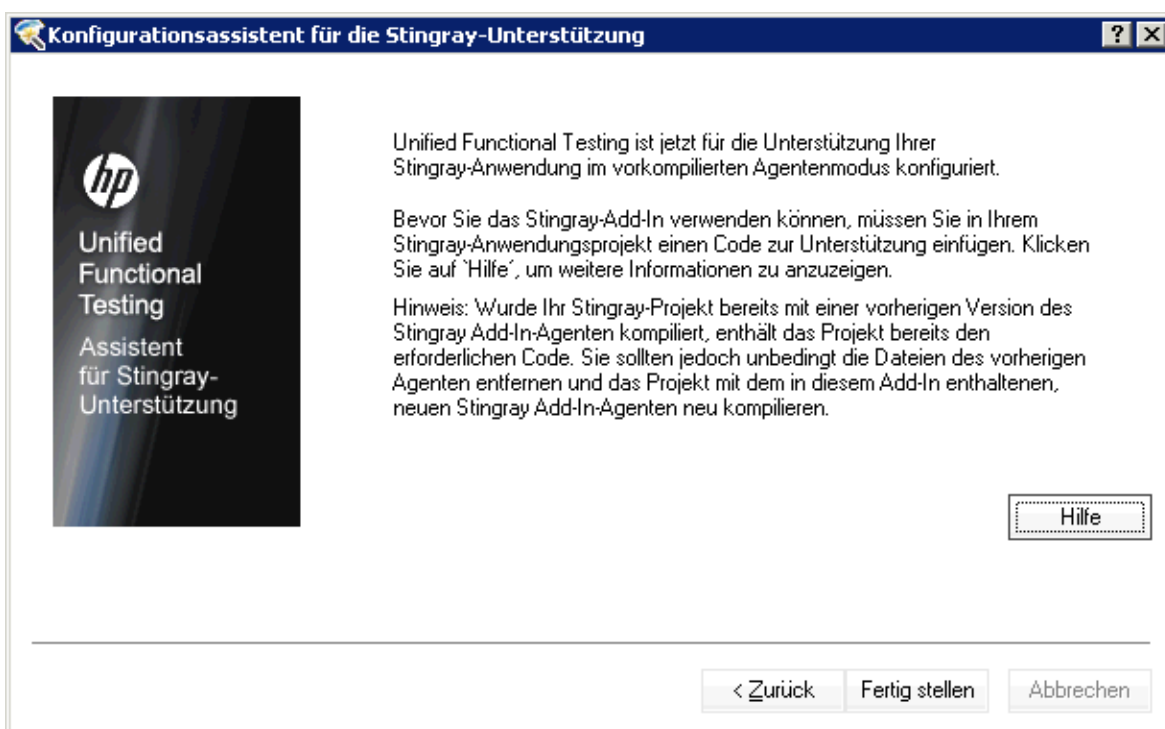 Konfigurationsassistent für die Stingray-Unterstützung
hp
Unified
Functional
Testing
Assistent
für Stingray-
Unterstützung
Unified Functional Testing ist jetzt für die Unterstützung Ihrer
Stingray-Anwendung im vorkompilierten Agentenmodus konfiguriert.
Bevor Sie das Stingray-Add-In verwenden können, müssen Sie in Ihrem
Stingray-Anwendungsprojekt einen Code zur Unterstützung einfügen. Klicken
Sie auf `Hilfe´, um weitere Informationen zu anzuzeigen.
Hinweis: Wurde Ihr Stingray-Projekt bereits mit einer vorherigen Version des
Stingray Add-In-Agenten kompiliert, enthält das Projekt bereits den
erforderlichen Code. Sie sollten jedoch unbedingt die Dateien des vorherigen
Agenten entfernen und das Projekt mit dem in diesem Add-In enthaltenen,
neuen Stingray Add-In-Agenten neu kompilieren.
Hilfe
< Zurück
Fertig stellen
Abbrechen